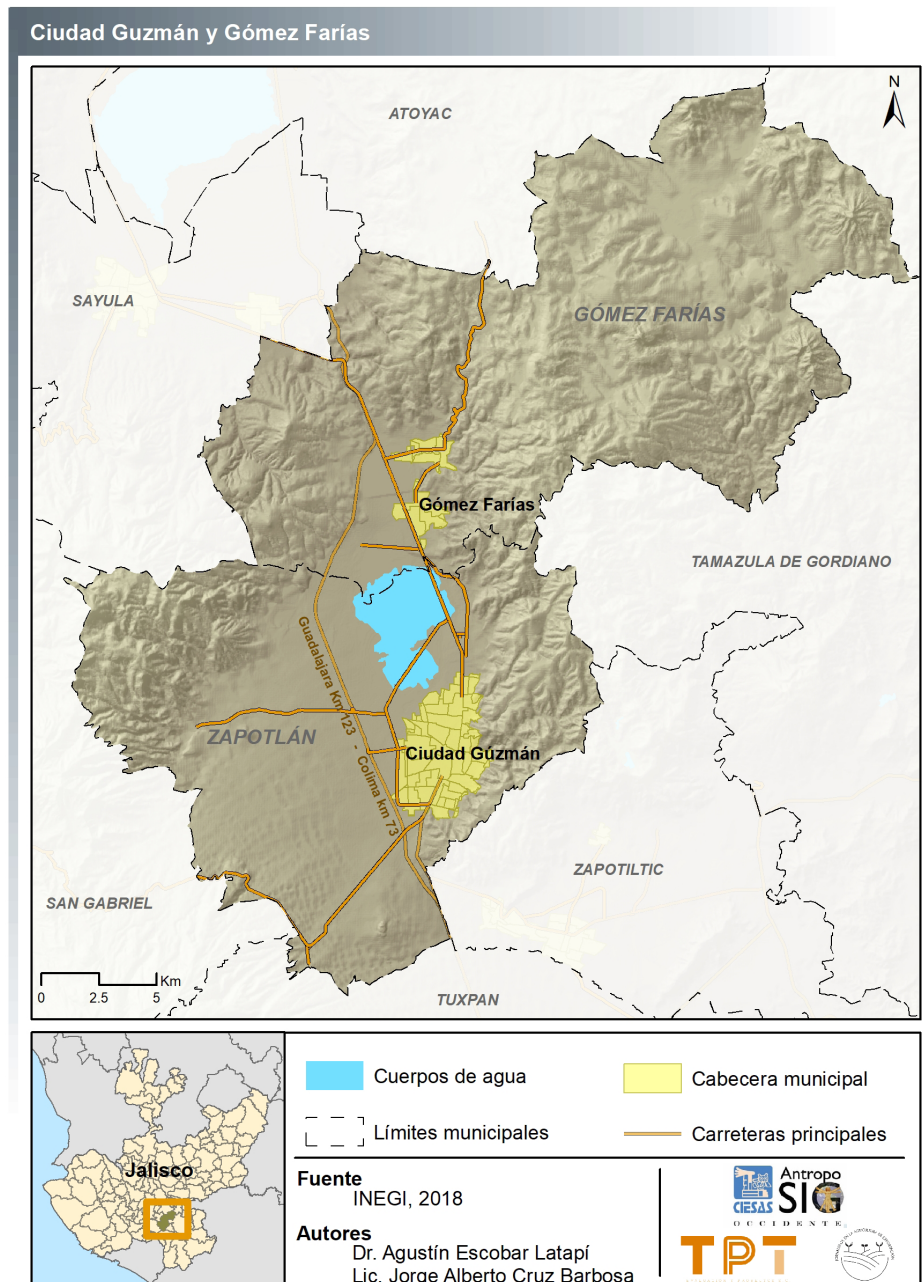 Ciudad Guzmán y Gómez Farías
N
ATOYAC
SAYULA
GÓMEZ FARÍAS
Gómez Farías
TAMAZULA DE GORDIANO
Guadalajara Km 123 - Colima km 73
ZAPOTLÁN
Ciudad Guzmán
ZAPOTILTIC
SAN GABRIEL
TUXPAN
Km
0 2.5 5
Jalisco
Cuerpos de agua
Cabecera municipal
Límites municipales
Carreteras principales
Fuente
INEGI, 2018
Autores
Dr. Agustín Escobar Latapí
Lic. Jorge Alberto Cruz Barbosa
CIESAS
Antropo
SIG
OCCIDENTE
TPT